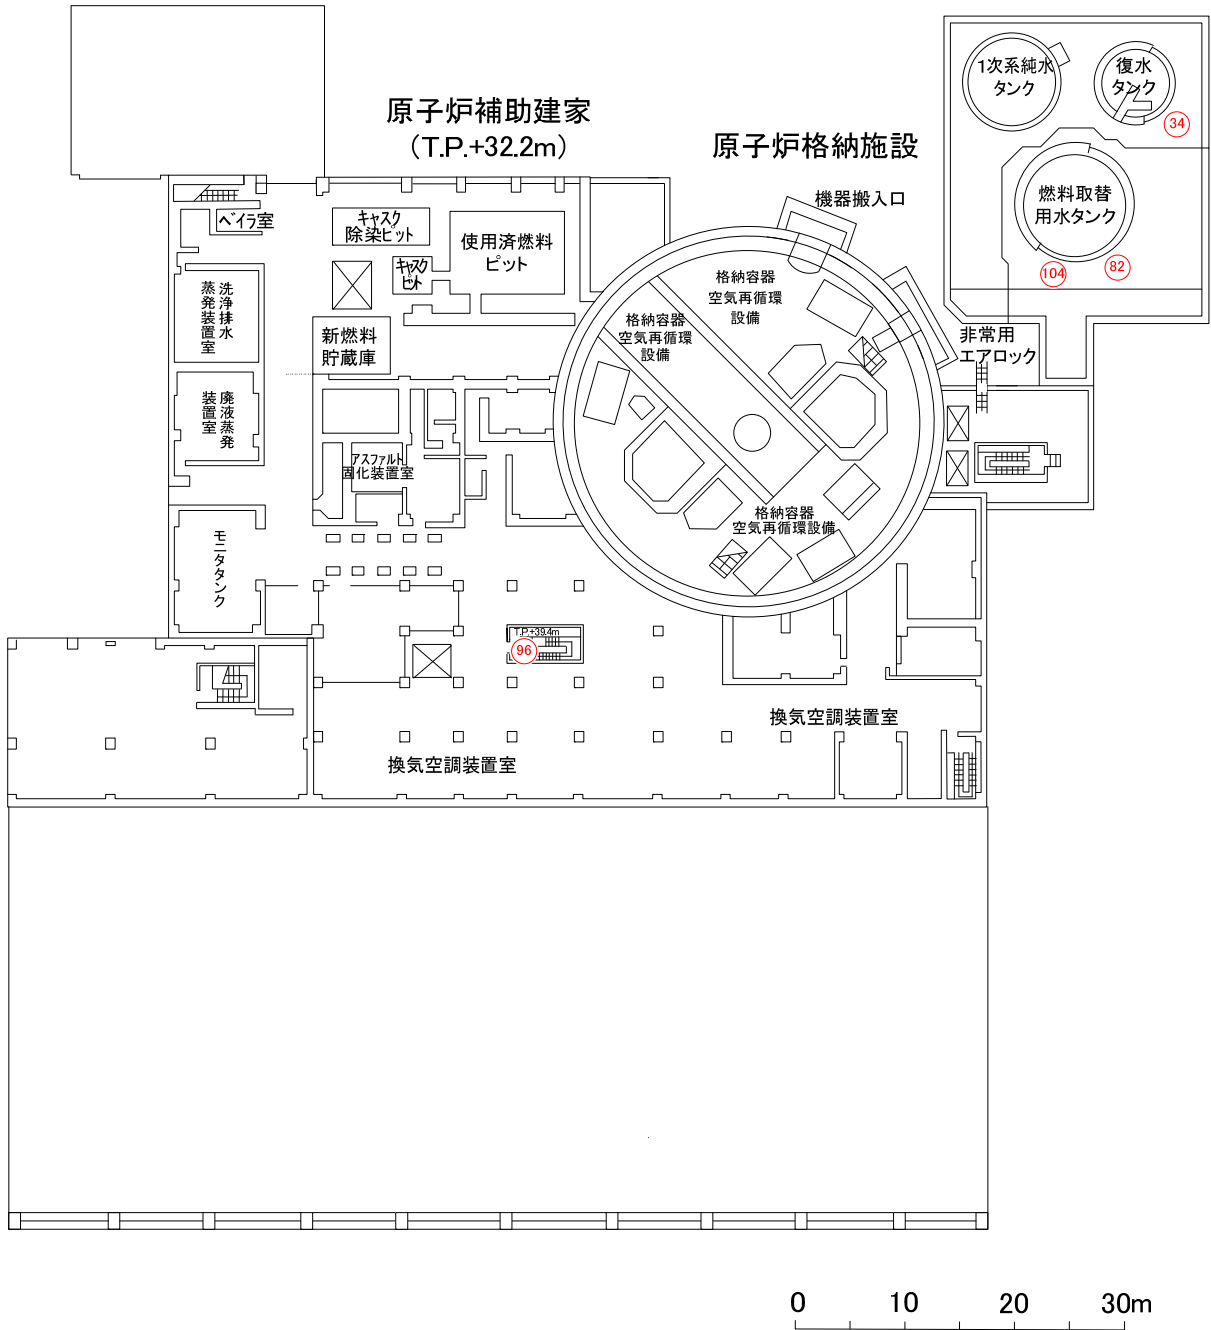 原子炉補助建家
(T.P.+32.2m)
原子炉格納施設
1次系純水
タンク
復水
タンク
34
燃料取替
用水タンク
104
82
機器搬入口
非常用
エアロック
ベイラ室
キャスク
除染ピット
使用済燃料
ピット
キャスク
ピット
洗浄排水
蒸発装置室
新燃料
貯蔵庫
廃液蒸発
装置室
アスファルト
固化装置室
モニタタンク
格納容器
空気再循環
設備
格納容器
空気再循環
設備
格納容器
空気再循環設備
T.P.+39.4m
96
換気空調装置室
換気空調装置室
0 10 20 30m